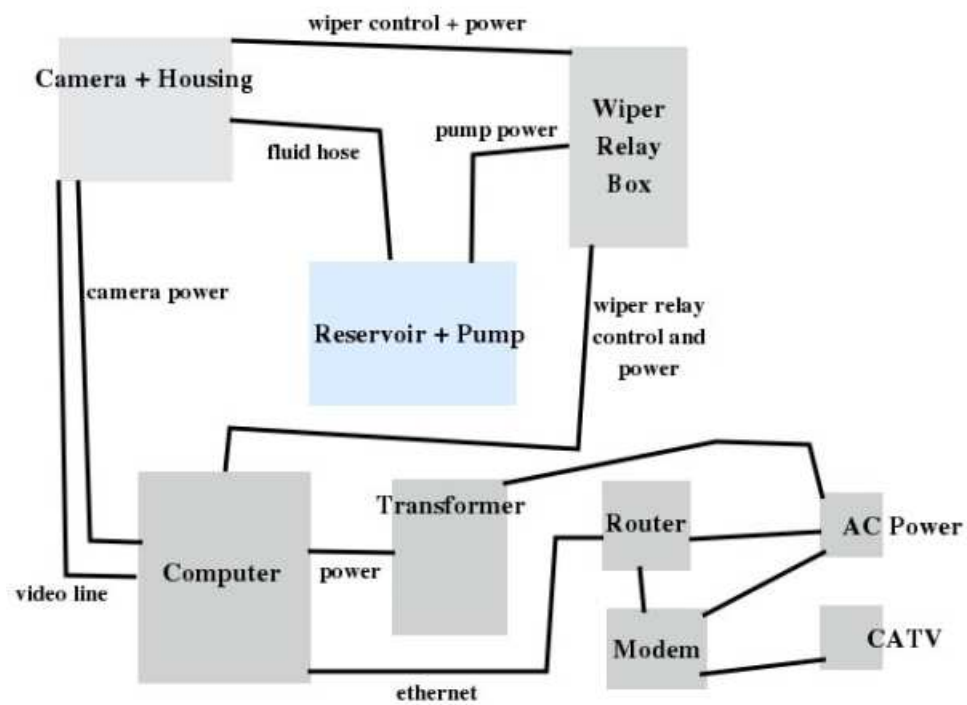 wiper control + power
Camera + Housing
Wiper
Relay
Box
pump power
fluid hose
camera power
wiper relay
control and
power
Reservoir + Pump
Transformer
Router
AC Power
Computer
power
video line
Modem
CATV
ethernet